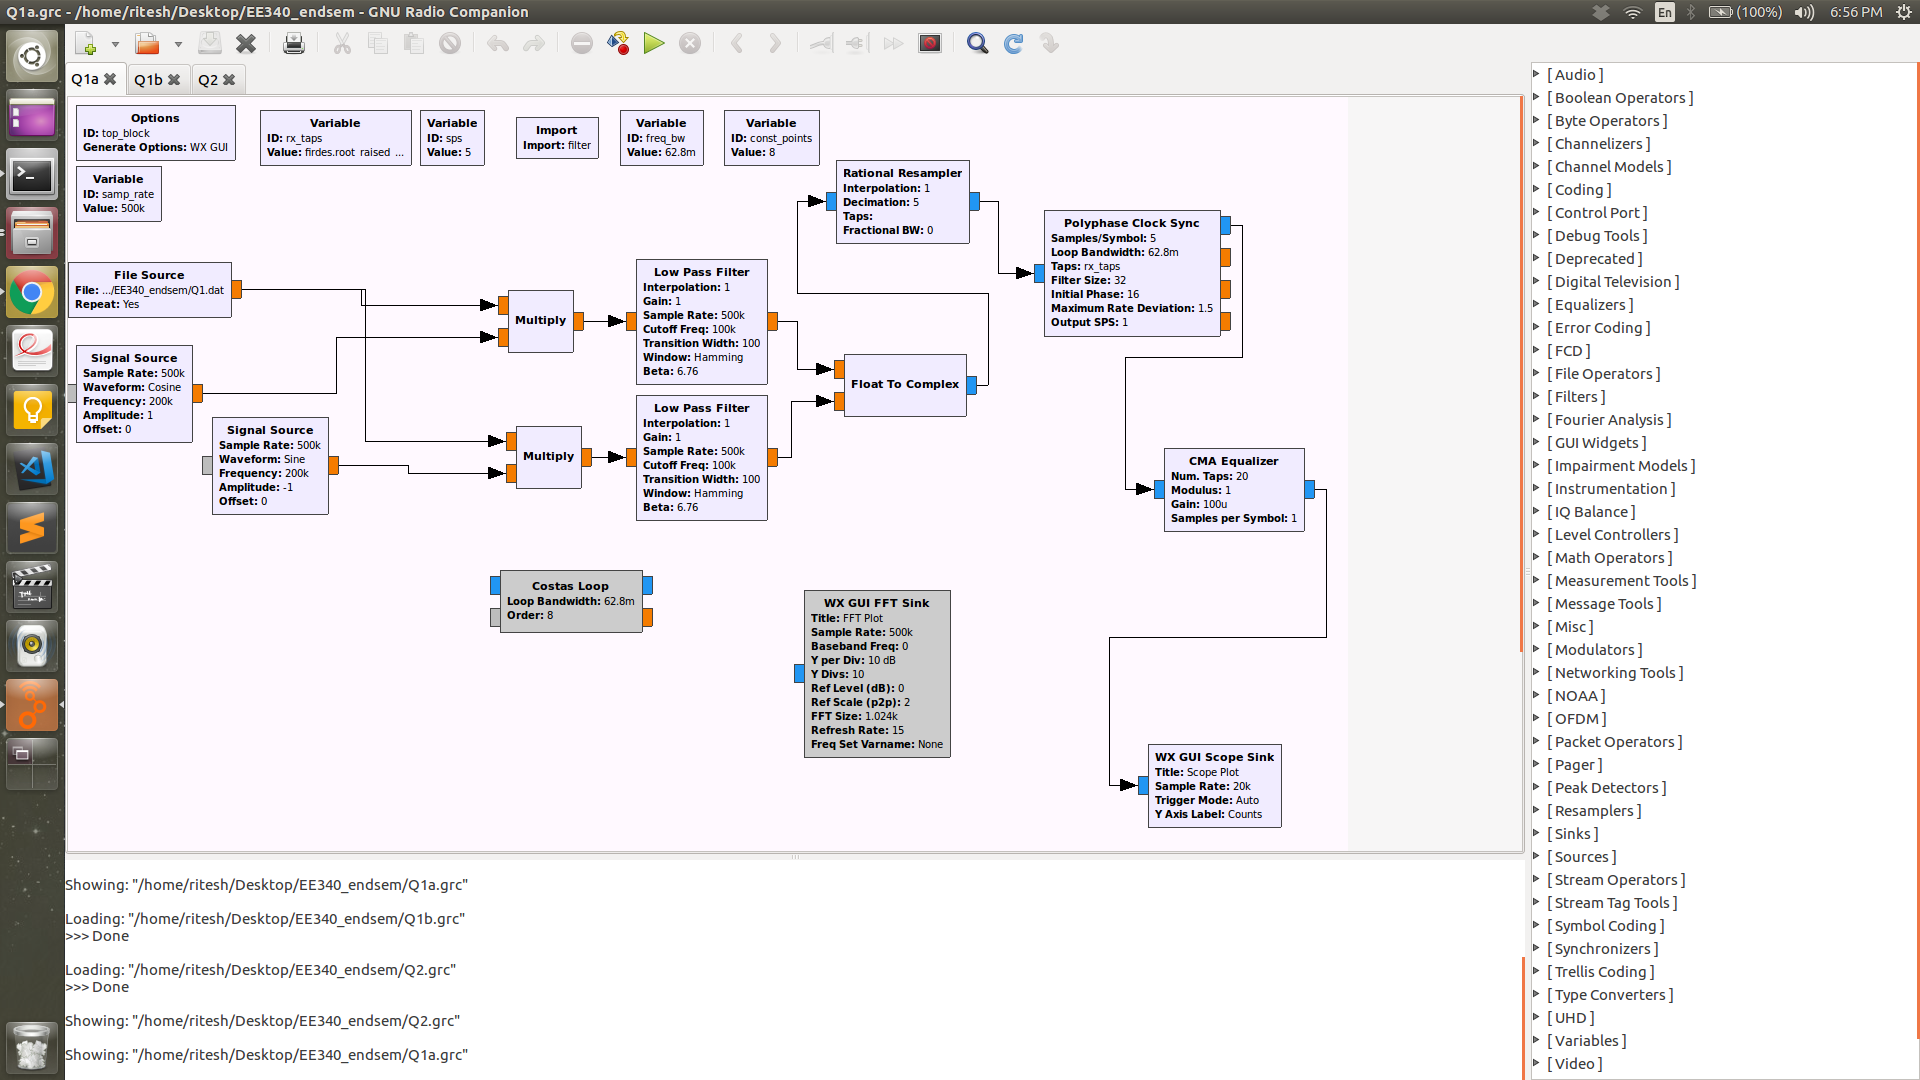 Q1a.grc - /home/ritesh/Desktop/EE340_endsem - GNU Radio Companion
En
(100%)
6:56 PM
Q1a
Q1b
Q2
Options
ID: top_block
Generate Options: WX GUI
Variable
ID: rx_taps
Value: firdes.root_raised_...
Variable
ID: sps
Value: 5
Import
Import: filter
Variable
ID: freq_bw
Value: 62.8m
Variable
ID: const_points
Value: 8
Variable
ID: samp_rate
Value: 500k
Rational Resampler
Interpolation: 1
Decimation: 5
Taps:
Fractional BW: 0
Polyphase Clock Sync
Samples/Symbol: 5
Loop Bandwidth: 62.8m
Taps: rx_taps
Filter Size: 32
Initial Phase: 16
Maximum Rate Deviation: 1.5
Output SPS: 1
File Source
File: .../EE340_endsem/Q1.dat
Repeat: Yes
Multiply
Low Pass Filter
Interpolation: 1
Gain: 1
Sample Rate: 500k
Cutoff Freq: 100k
Transition Width: 100
Window: Hamming
Beta: 6.76
Signal Source
Sample Rate: 500k
Waveform: Cosine
Frequency: 200k
Amplitude: 1
Offset: 0
Float To Complex
Signal Source
Sample Rate: 500k
Waveform: Sine
Frequency: 200k
Amplitude: -1
Offset: 0
Multiply
Low Pass Filter
Interpolation: 1
Gain: 1
Sample Rate: 500k
Cutoff Freq: 100k
Transition Width: 100
Window: Hamming
Beta: 6.76
CMA Equalizer
Num. Taps: 20
Modulus: 1
Gain: 100u
Samples per Symbol: 1
Costas Loop
Loop Bandwidth: 62.8m
Order: 8
WX GUI FFT Sink
Title: FFT Plot
Sample Rate: 500k
Baseband Freq: 0
Y per Div: 10 dB
Y Divs: 10
Ref Level (dB): 0
Ref Scale (p2p): 2
FFT Size: 1.024k
Refresh Rate: 15
Freq Set Varname: None
WX GUI Scope Sink
Title: Scope Plot
Sample Rate: 20k
Trigger Mode: Auto
Y Axis Label: Counts
Showing: "/home/ritesh/Desktop/EE340_endsem/Q1a.grc"
Loading: "/home/ritesh/Desktop/EE340_endsem/Q1b.grc"
>>> Done
Loading: "/home/ritesh/Desktop/EE340_endsem/Q2.grc"
>>> Done
Showing: "/home/ritesh/Desktop/EE340_endsem/Q2.grc"
Showing: "/home/ritesh/Desktop/EE340_endsem/Q1a.grc"
[ Audio ]
[ Boolean Operators ]
[ Byte Operators ]
[ Channelizers ]
[ Channel Models ]
[ Coding ]
[ Control Port ]
[ Debug Tools ]
[ Deprecated ]
[ Digital Television ]
[ Equalizers ]
[ Error Coding ]
[ FCD ]
[ File Operators ]
[ Filters ]
[ Fourier Analysis ]
[ GUI Widgets ]
[ Impairment Models ]
[ Instrumentation ]
[ IQ Balance ]
[ Level Controllers ]
[ Math Operators ]
[ Measurement Tools ]
[ Message Tools ]
[ Misc ]
[ Modulators ]
[ Networking Tools ]
[ NOAA ]
[ OFDM ]
[ Packet Operators ]
[ Pager ]
[ Peak Detectors ]
[ Resamplers ]
[ Sinks ]
[ Sources ]
[ Stream Operators ]
[ Stream Tag Tools ]
[ Symbol Coding ]
[ Synchronizers ]
[ Trellis Coding ]
[ Type Converters ]
[ UHD ]
[ Variables ]
[ Video ]